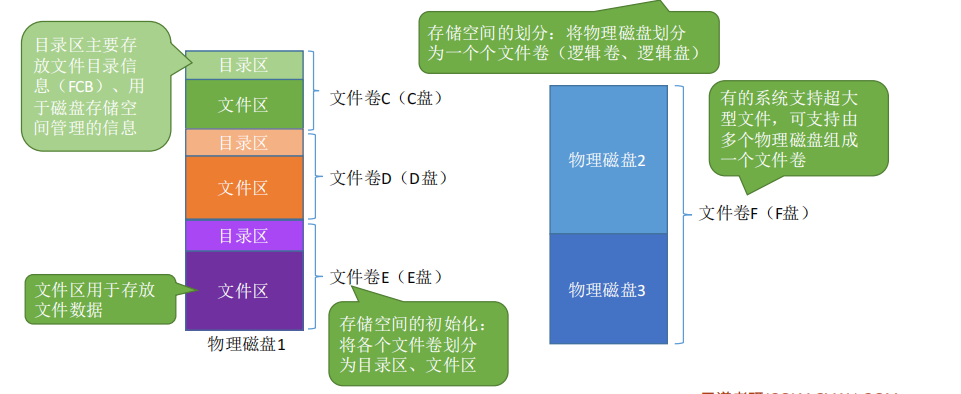 存储空间的划分：将物理磁盘划分
为一个个文件卷（逻辑卷、逻辑盘）
目录区主要存
放文件目录信
息（FCB）、用
于磁盘存储空
间管理的信息
目录区
文件区
文件卷C（C盘）
目录区
文件区
文件卷D（D盘）
目录区
文件区
文件卷E（E盘）
文件区用于存放
文件数据
物理磁盘1
存储空间的初始化：
将各个文件卷划分
为目录区、文件区
物理磁盘2
物理磁盘3
有的系统支持超大
型文件，可支持由
多个物理磁盘组成
一个文件卷
文件卷F（F盘）